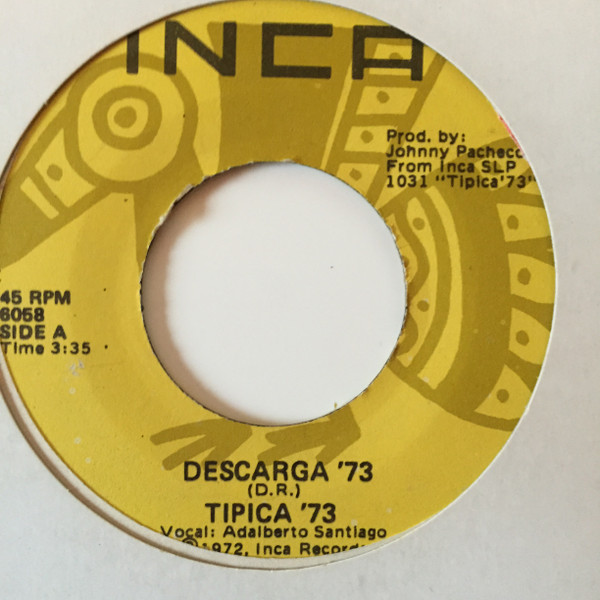 INCA
Prod. by:
Johnny Pacheco
From Inca SLP
1031 "Tipica'73"
45 RPM
6058
SIDE A
Time 3:35
DESCARGA '73
(D.R.)
TIPICA '73
Vocal: Adalberto Santiago
℗1972, Inca Records